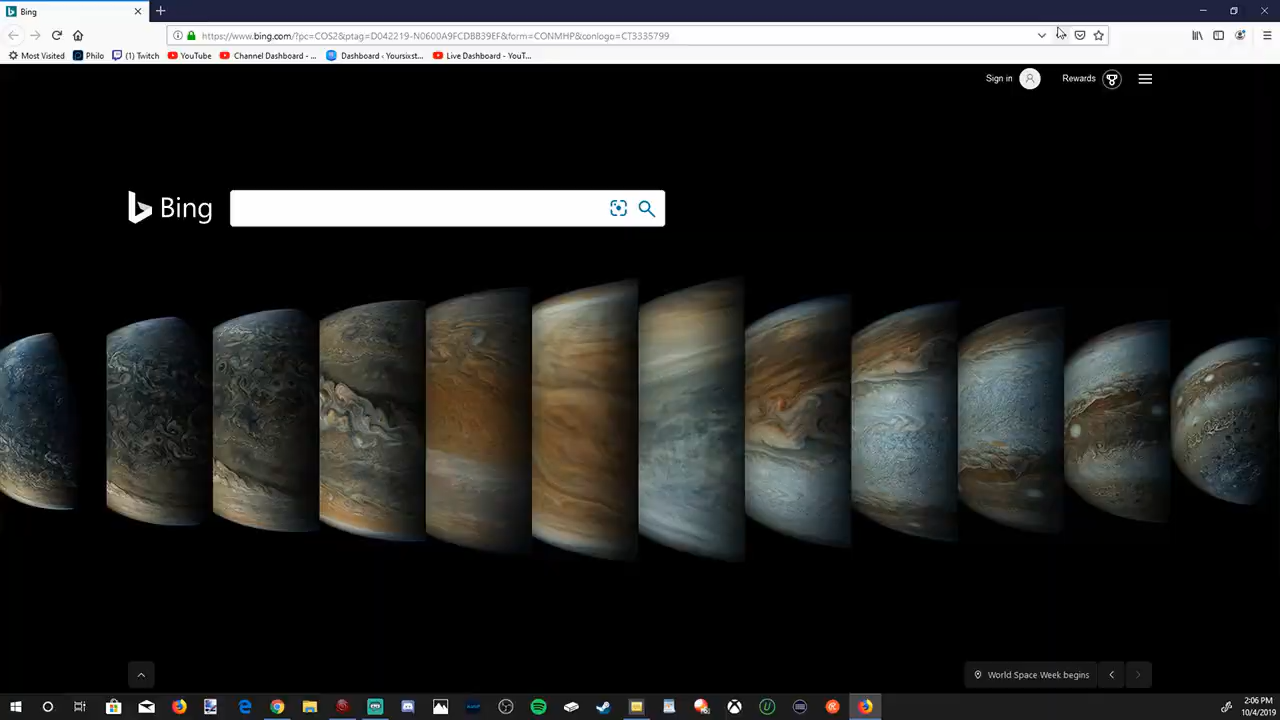 Bing
https://www.bing.com/?pc=COS2&ptag=D042219-N0600A9FCDBB39EF&form=CONMHP&conlogo=CT3335799
Most Visited Philo (1) Twitch YouTube Channel Dashboard - ... Dashboard - Yoursixst... Live Dashboard - YouT...
Sign in Rewards
Bing
World Space Week begins
2:06 PM
10/4/2019